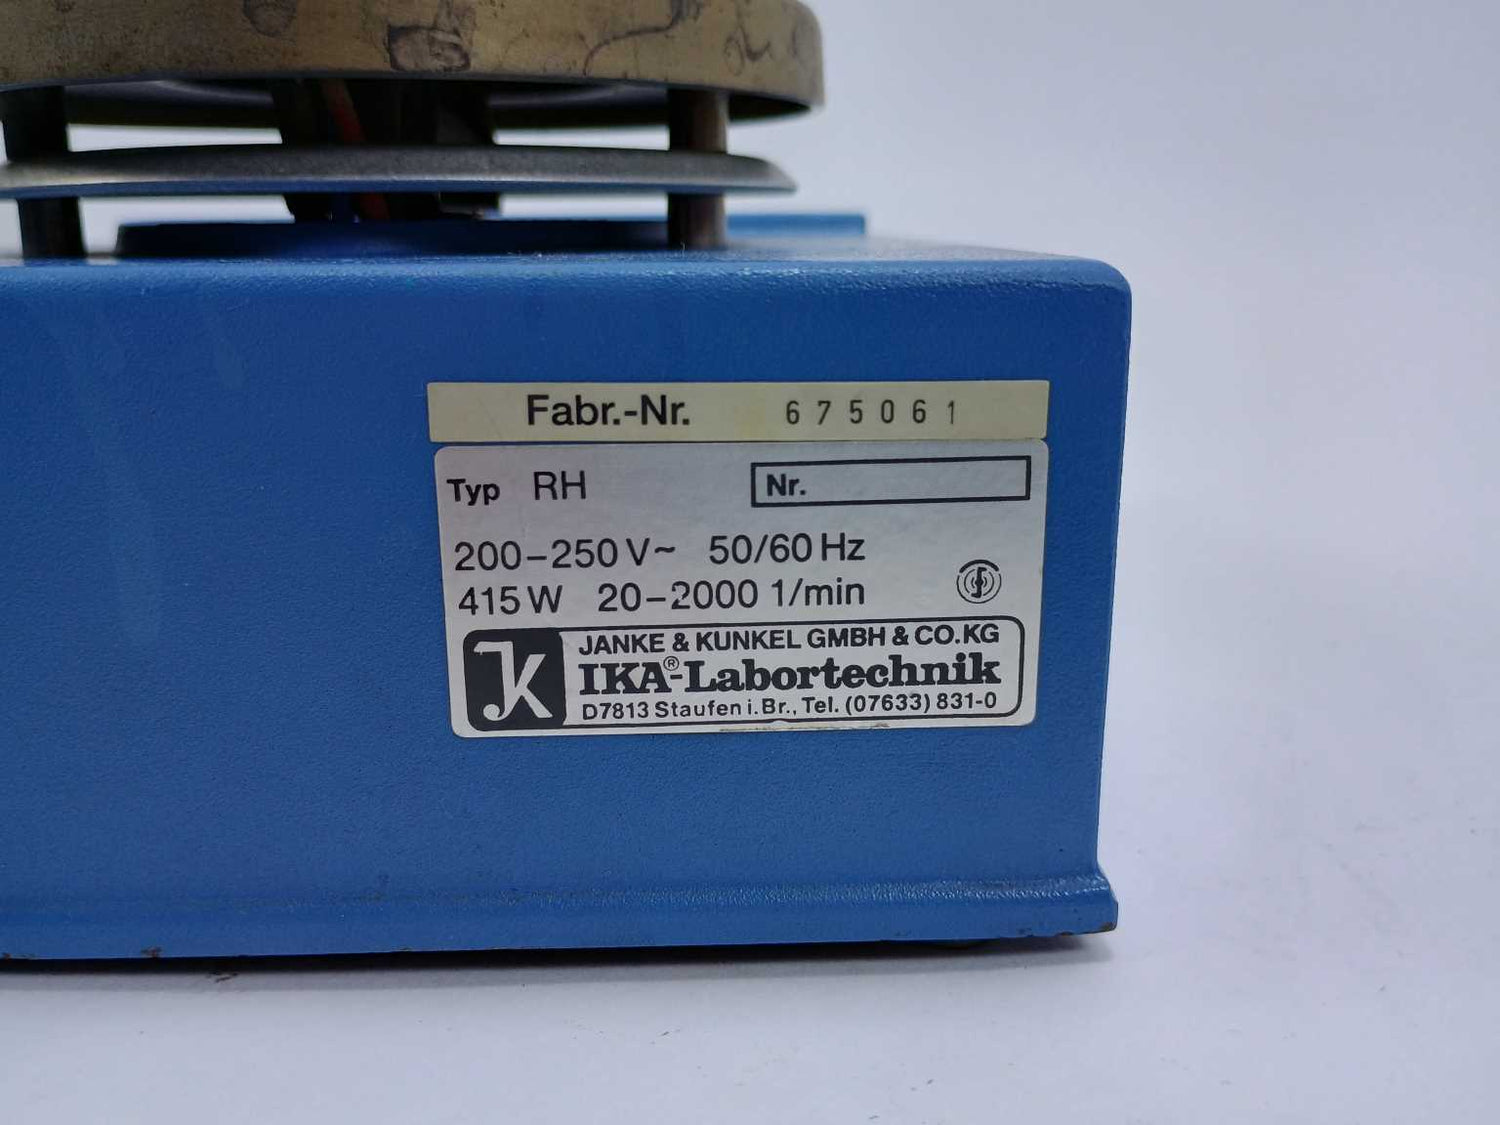 Fabr.-Nr. 675061
Typ RH Nr.
200–250 V~ 50/60 Hz
415 W 20–2000 1/min
JK JANKE & KUNKEL GMBH & CO.KG
IKA®-Labortechnik
D7813 Staufen i. Br., Tel. (07633) 831-0